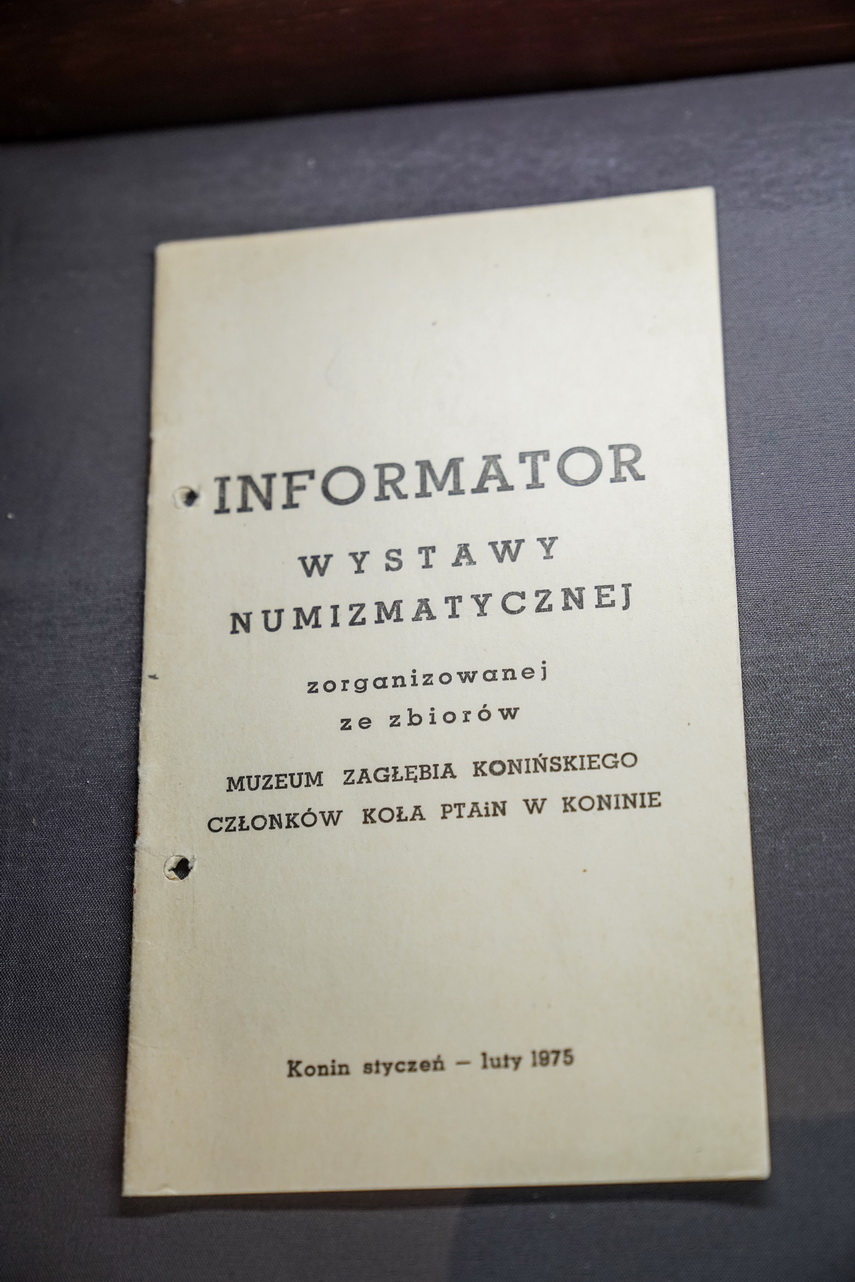 INFORMATOR
WYSTAWY
NUMIZMATYCZNEJ
zorganizowanej
ze zbiorów
MUZEUM ZAGŁĘBIA KONIŃSKIEGO
CZŁONKÓW KOŁA PTAiN W KONINIE
Konin styczeń — luty 1975